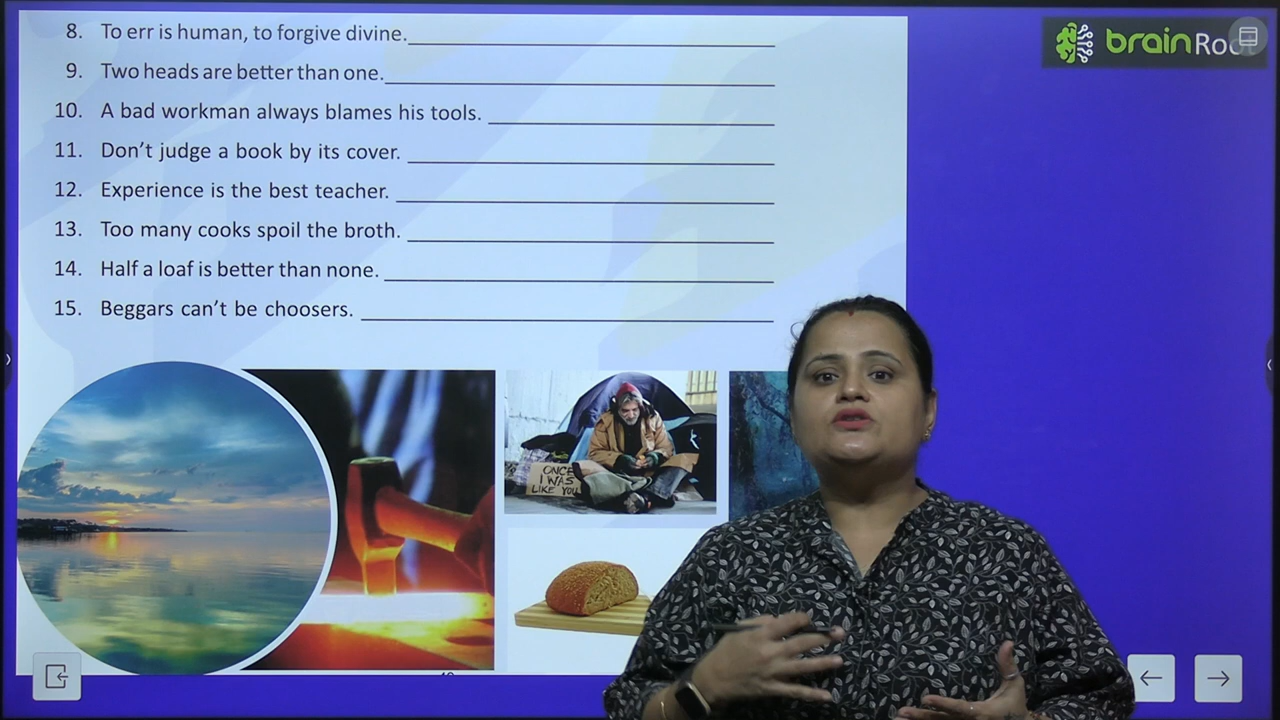 8. To err is human, to forgive divine.
9. Two heads are better than one.
10. A bad workman always blames his tools.
11. Don't judge a book by its cover.
12. Experience is the best teacher.
13. Too many cooks spoil the broth.
14. Half a loaf is better than none.
15. Beggars can't be choosers.
brain
ONCE
I WAS
LIKE YOU